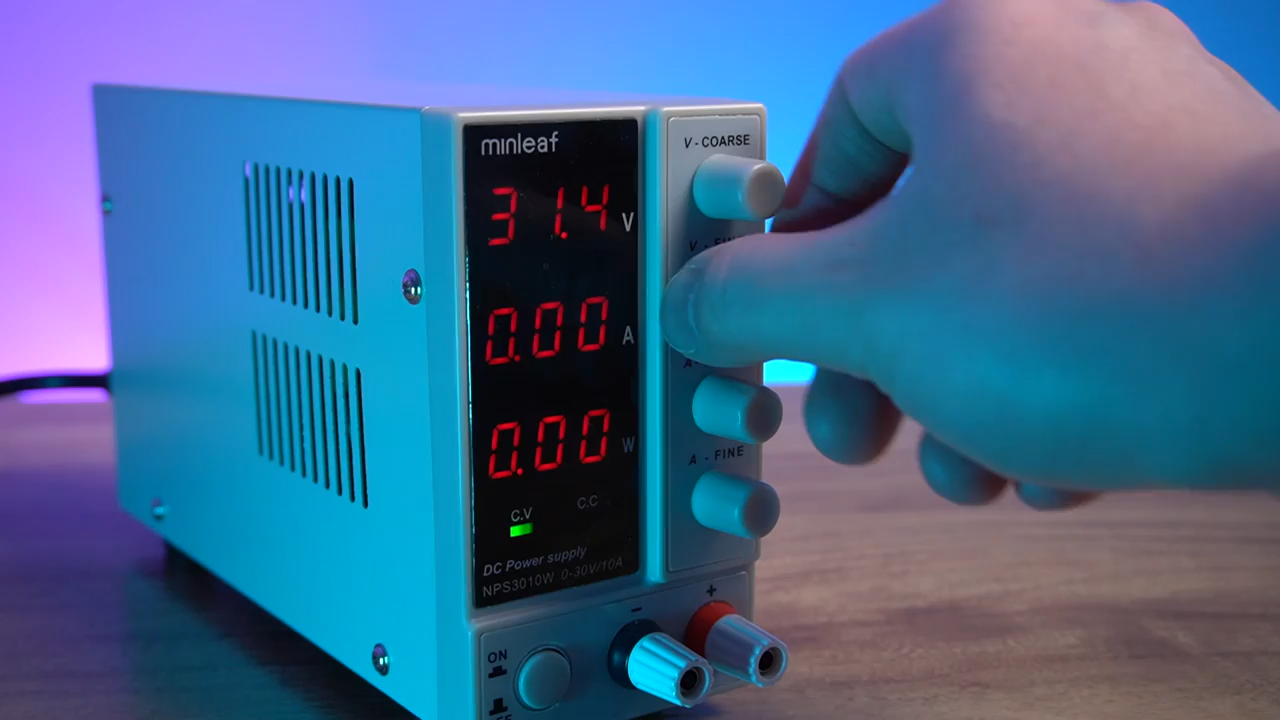 minleaf
31.4 V
0.00 A
0.00 W
C.V C.C
DC Power supply
NPS3010W 0-30V/10A
V - COARSE
A - FINE
ON
- +